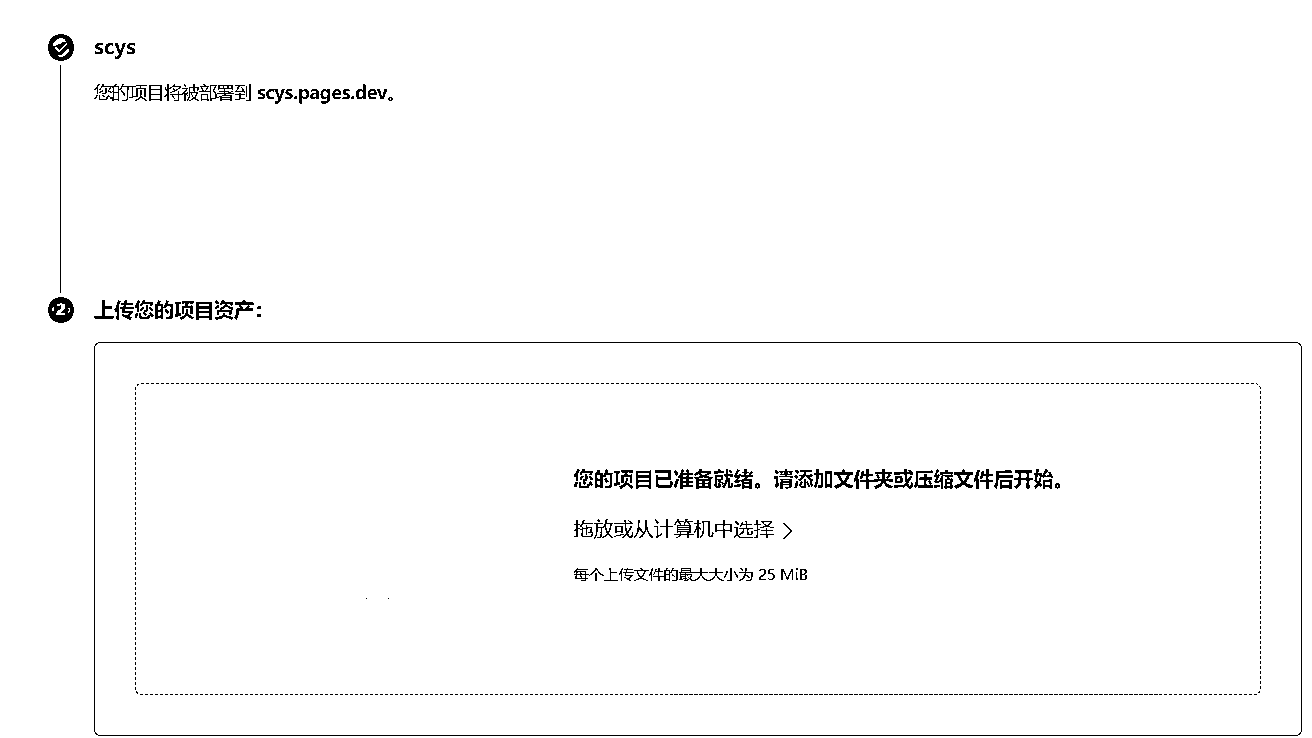 scys
您的项目将被部署到 scys.pages.dev。
2
上传您的项目资产：
您的项目已准备就绪。请添加文件夹或压缩文件后开始。
拖放或从计算机中选择
每个上传文件的最大大小为 25 MiB